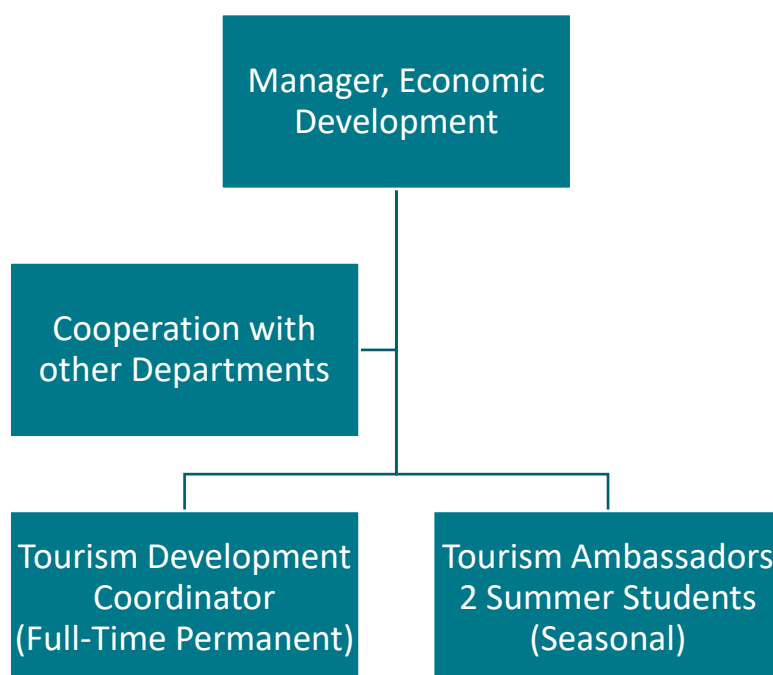 Manager, Economic
Development
Cooperation with
other Departments
Tourism Development
Coordinator
(Full-Time Permanent)
Tourism Ambassadors
2 Summer Students
(Seasonal)